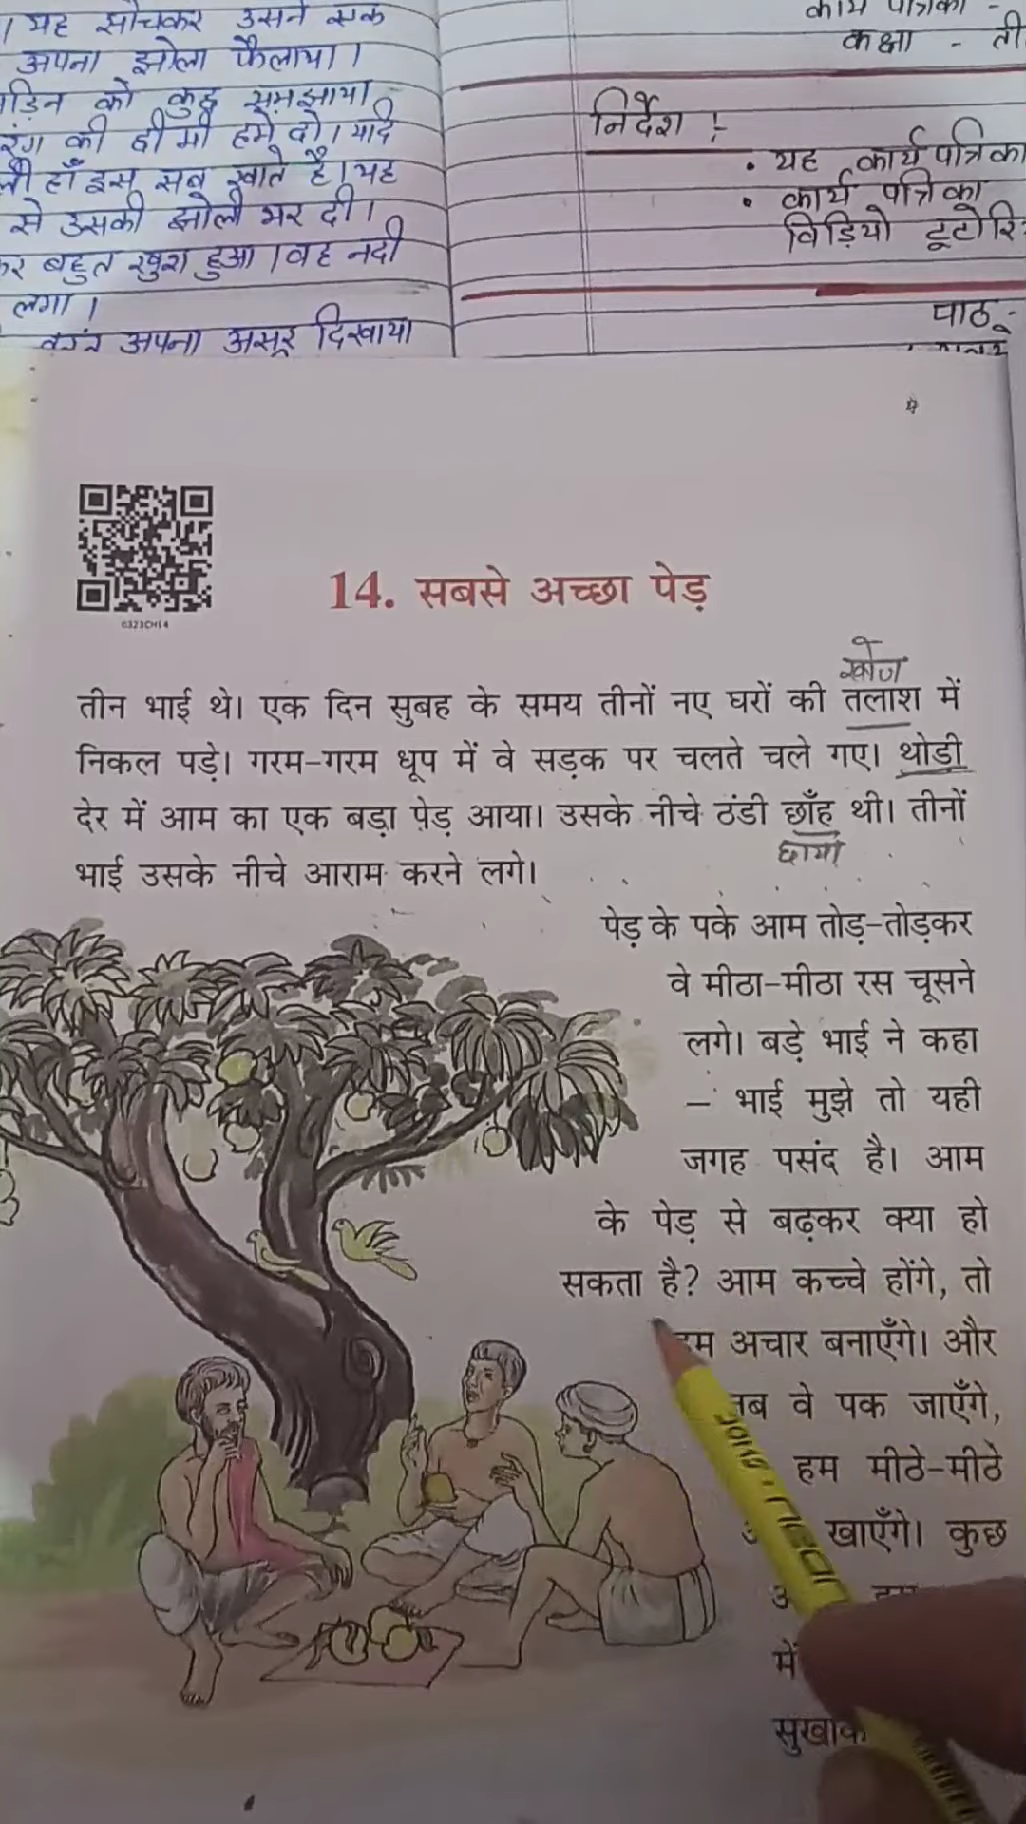 । यह सोचकर उसने एक
अपना झोला फैलाया।
को कुछ समझाया
रंग की दी मी हमें दो। यदि
हाँ इस सब खाते है। यह
से उसकी झोली भर दी।
बहुत खुश हुआ। वह नदी
लगा।
अपना असर दिखाया
कार्य पत्रिका -
कक्षा - ती
निर्देश :-
• यह कार्य पत्रिका
• कार्य पत्रिका
विडियो टूटोरि
पाठ -
14. सबसे अच्छा पेड़
0323CH14
खोज
तीन भाई थे। एक दिन सुबह के समय तीनों नए घरों की तलाश में
निकल पड़े। गरम-गरम धूप में वे सड़क पर चलते चले गए। थोडी
देर में आम का एक बड़ा पेड़ आया। उसके नीचे ठंडी छाँह थी। तीनों
छाया
भाई उसके नीचे आराम करने लगे।
पेड़ के पके आम तोड़-तोड़कर
वे मीठा-मीठा रस चूसने
लगे। बड़े भाई ने कहा
– भाई मुझे तो यही
जगह पसंद है। आम
के पेड़ से बढ़कर क्या हो
सकता है? आम कच्चे होंगे, तो
अचार बनाएँगे। और
वे पक जाएँगे,
हम मीठे-मीठे
खाएँगे। कुछ
में